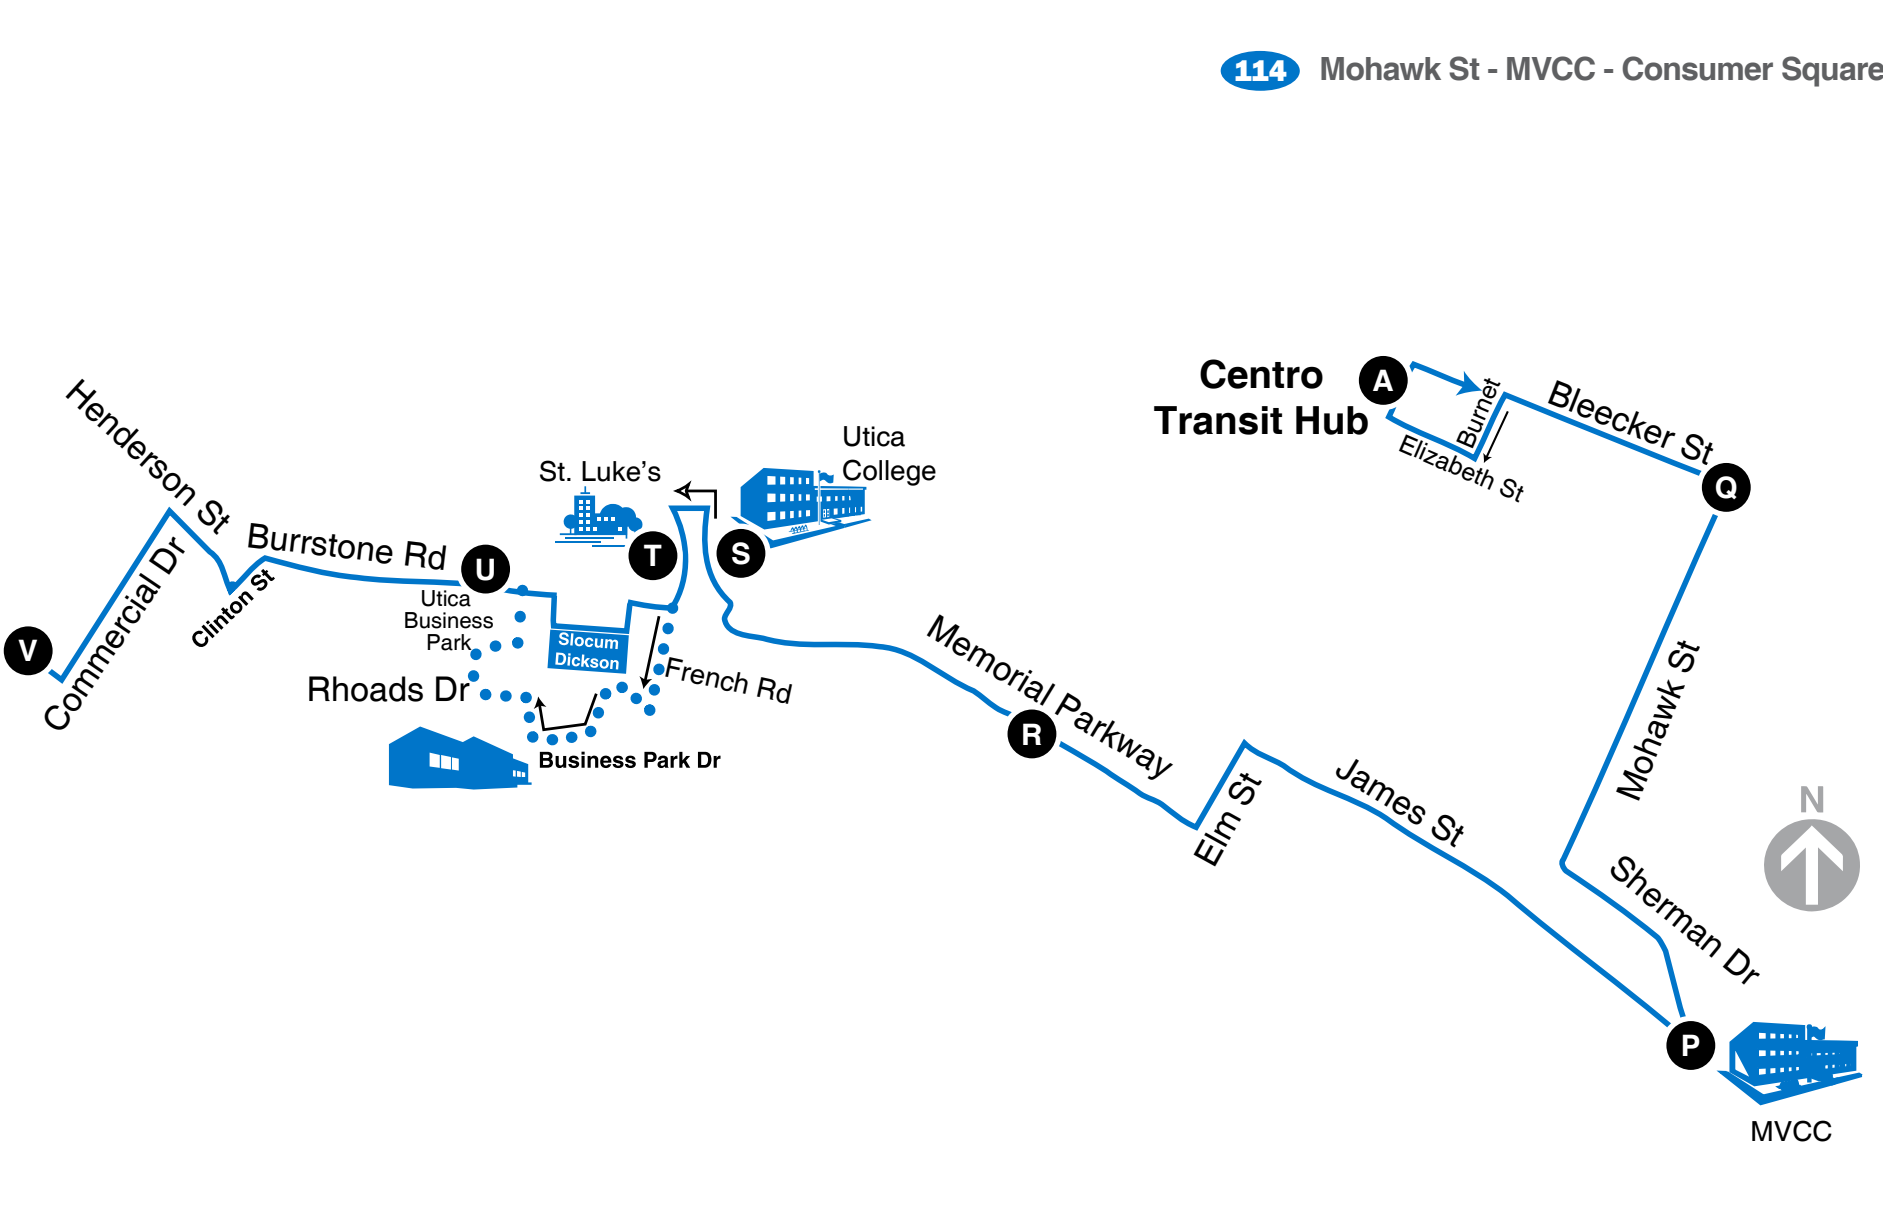 114 Mohawk St - MVCC - Consumer Square
Centro
Transit Hub
A
Burnet
Elizabeth St
Bleecker St
Q
Henderson St
Burrstone Rd
U
St. Luke's
T
Utica
College
S
Utica
Business
Park
Slocum
Dickson
Clinton St
Commercial Dr
V
Rhoads Dr
French Rd
Business Park Dr
Memorial Parkway
R
Elm St
James St
Mohawk St
Sherman Dr
N
P
MVCC